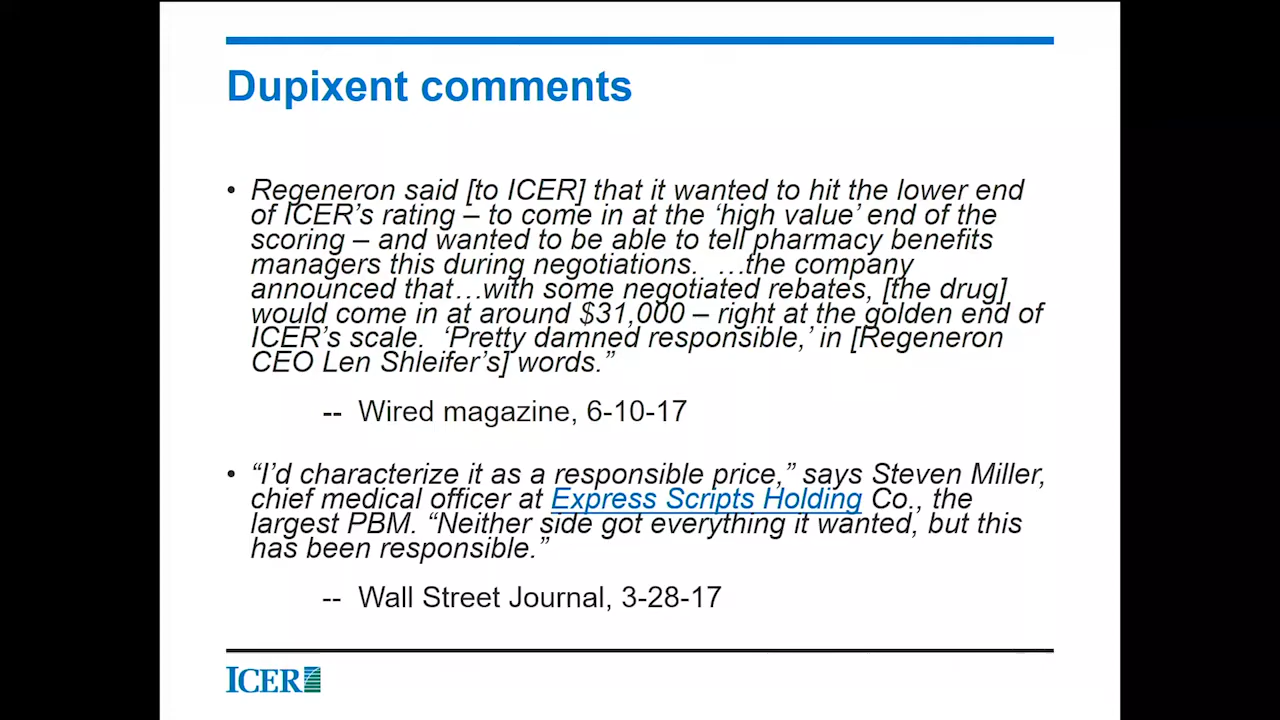 Dupixent comments
• Regeneron said [to ICER] that it wanted to hit the lower end
of ICER’s rating – to come in at the ‘high value’ end of the
scoring – and wanted to be able to tell pharmacy benefits
managers this during negotiations. …the company
announced that…with some negotiated rebates, [the drug]
would come in at around $31,000 – right at the golden end of
ICER’s scale. ‘Pretty damned responsible,’ in [Regeneron
CEO Len Shleifer’s] words.”
-- Wired magazine, 6-10-17
• “I’d characterize it as a responsible price,” says Steven Miller,
chief medical officer at Express Scripts Holding Co., the
largest PBM. “Neither side got everything it wanted, but this
has been responsible.”
-- Wall Street Journal, 3-28-17
ICER